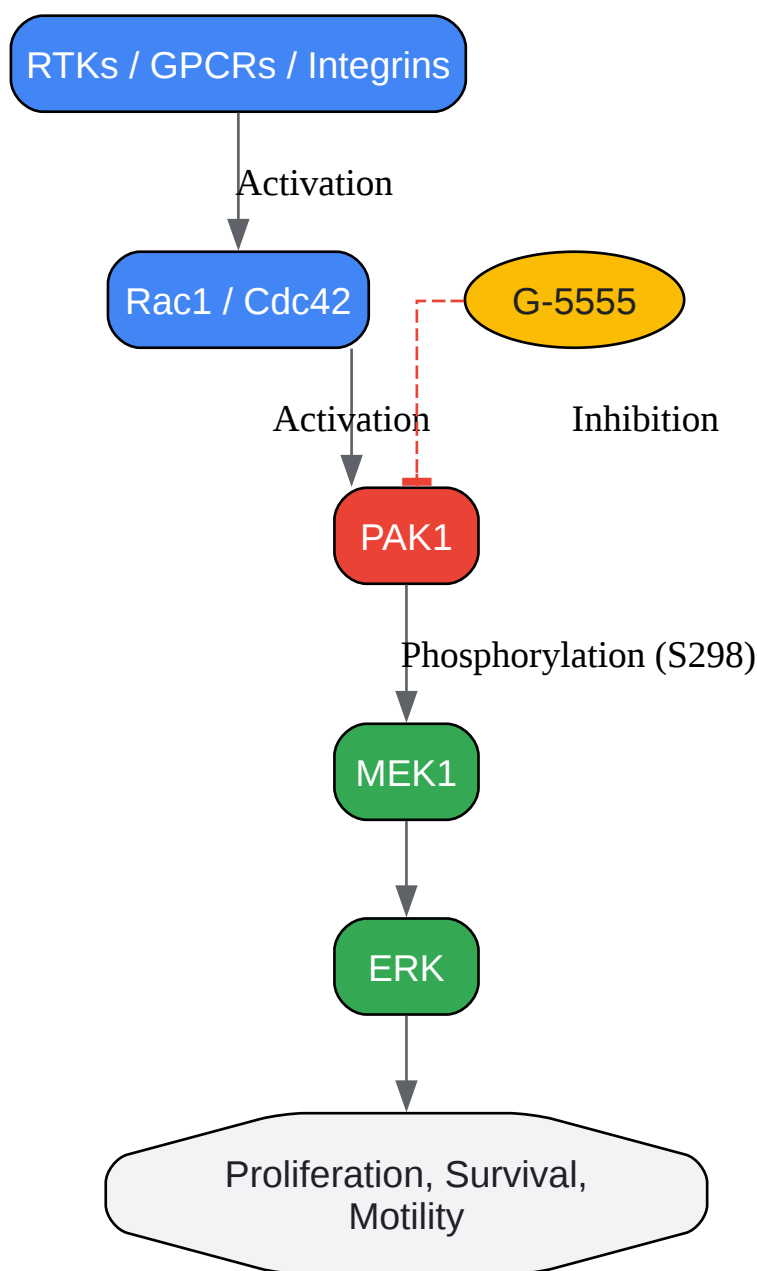 RTKs / GPCRs / Integrins
Activation
Rac1 / Cdc42
G-5555
Activation
Inhibition
PAK1
Phosphorylation (S298)
MEK1
ERK
Proliferation, Survival,
Motility